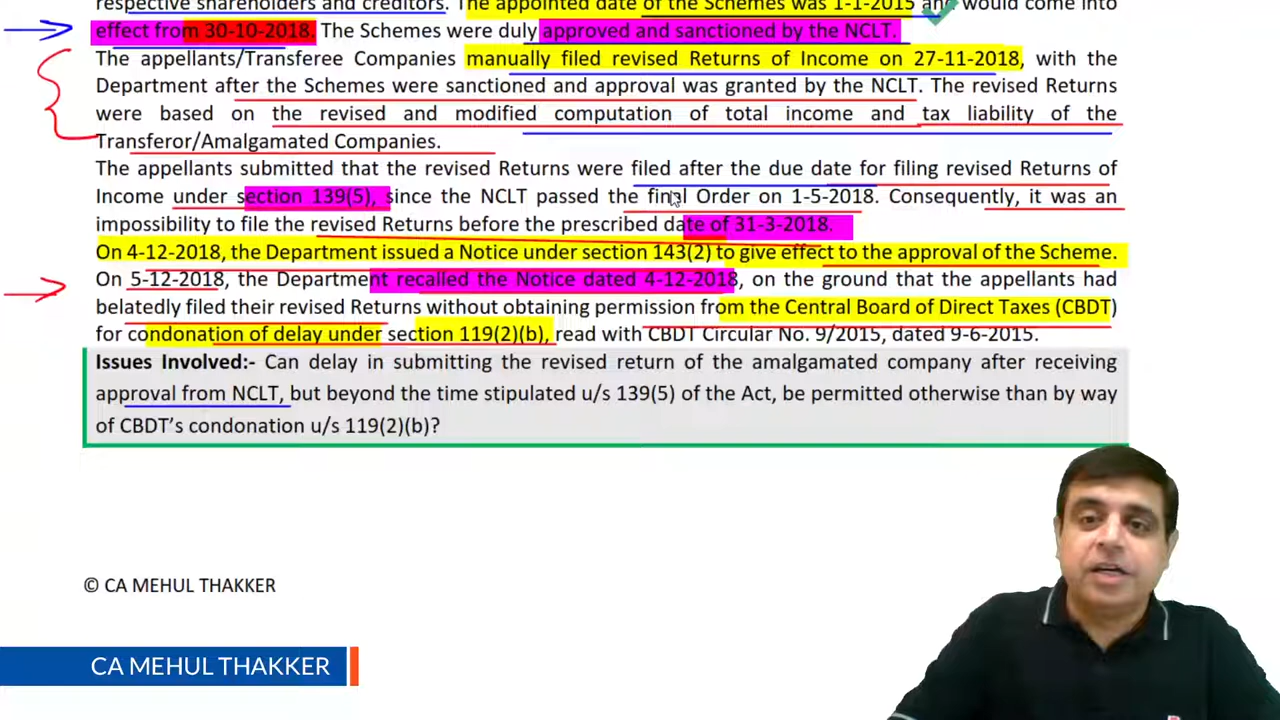 respective shareholders and creditors. The appointed date of the Schemes was 1-1-2015 and would come into
effect from 30-10-2018. The Schemes were duly approved and sanctioned by the NCLT.
The appellants/Transferee Companies manually filed revised Returns of Income on 27-11-2018, with the
Department after the Schemes were sanctioned and approval was granted by the NCLT. The revised Returns
were based on the revised and modified computation of total income and tax liability of the
Transferor/Amalgamated Companies.
The appellants submitted that the revised Returns were filed after the due date for filing revised Returns of
Income under section 139(5), since the NCLT passed the final Order on 1-5-2018. Consequently, it was an
impossibility to file the revised Returns before the prescribed date of 31-3-2018.
On 4-12-2018, the Department issued a Notice under section 143(2) to give effect to the approval of the Scheme.
On 5-12-2018, the Department recalled the Notice dated 4-12-2018, on the ground that the appellants had
belatedly filed their revised Returns without obtaining permission from the Central Board of Direct Taxes (CBDT)
for condonation of delay under section 119(2)(b), read with CBDT Circular No. 9/2015, dated 9-6-2015.
Issues Involved:- Can delay in submitting the revised return of the amalgamated company after receiving
approval from NCLT, but beyond the time stipulated u/s 139(5) of the Act, be permitted otherwise than by way
of CBDT's condonation u/s 119(2)(b)?
© CA MEHUL THAKKER
CA MEHUL THAKKER